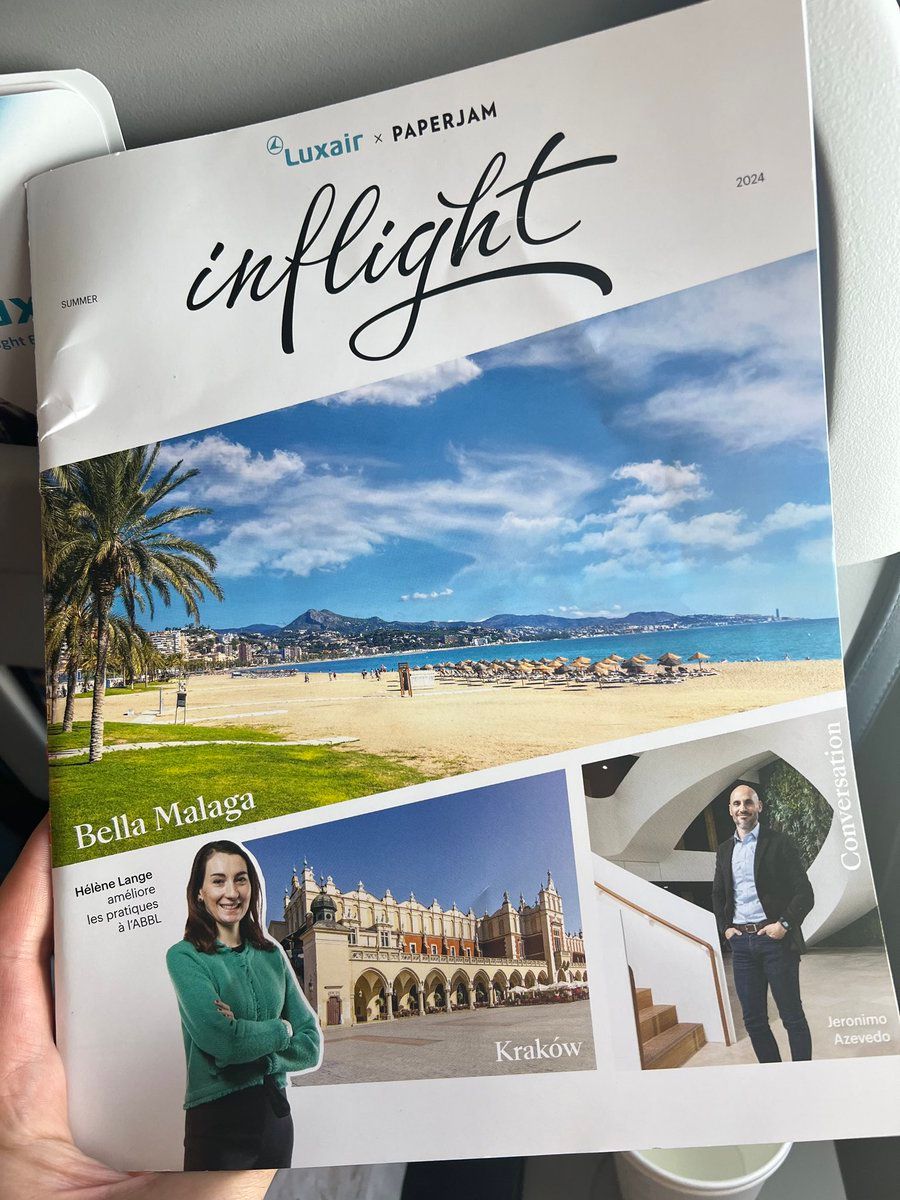 Luxair × PAPERJAM
inflight
SUMMER
2024
Bella Malaga
Hélène Lange
améliore
les pratiques
à l'ABBL
Kraków
Conversation
Jeronimo
Azevedo